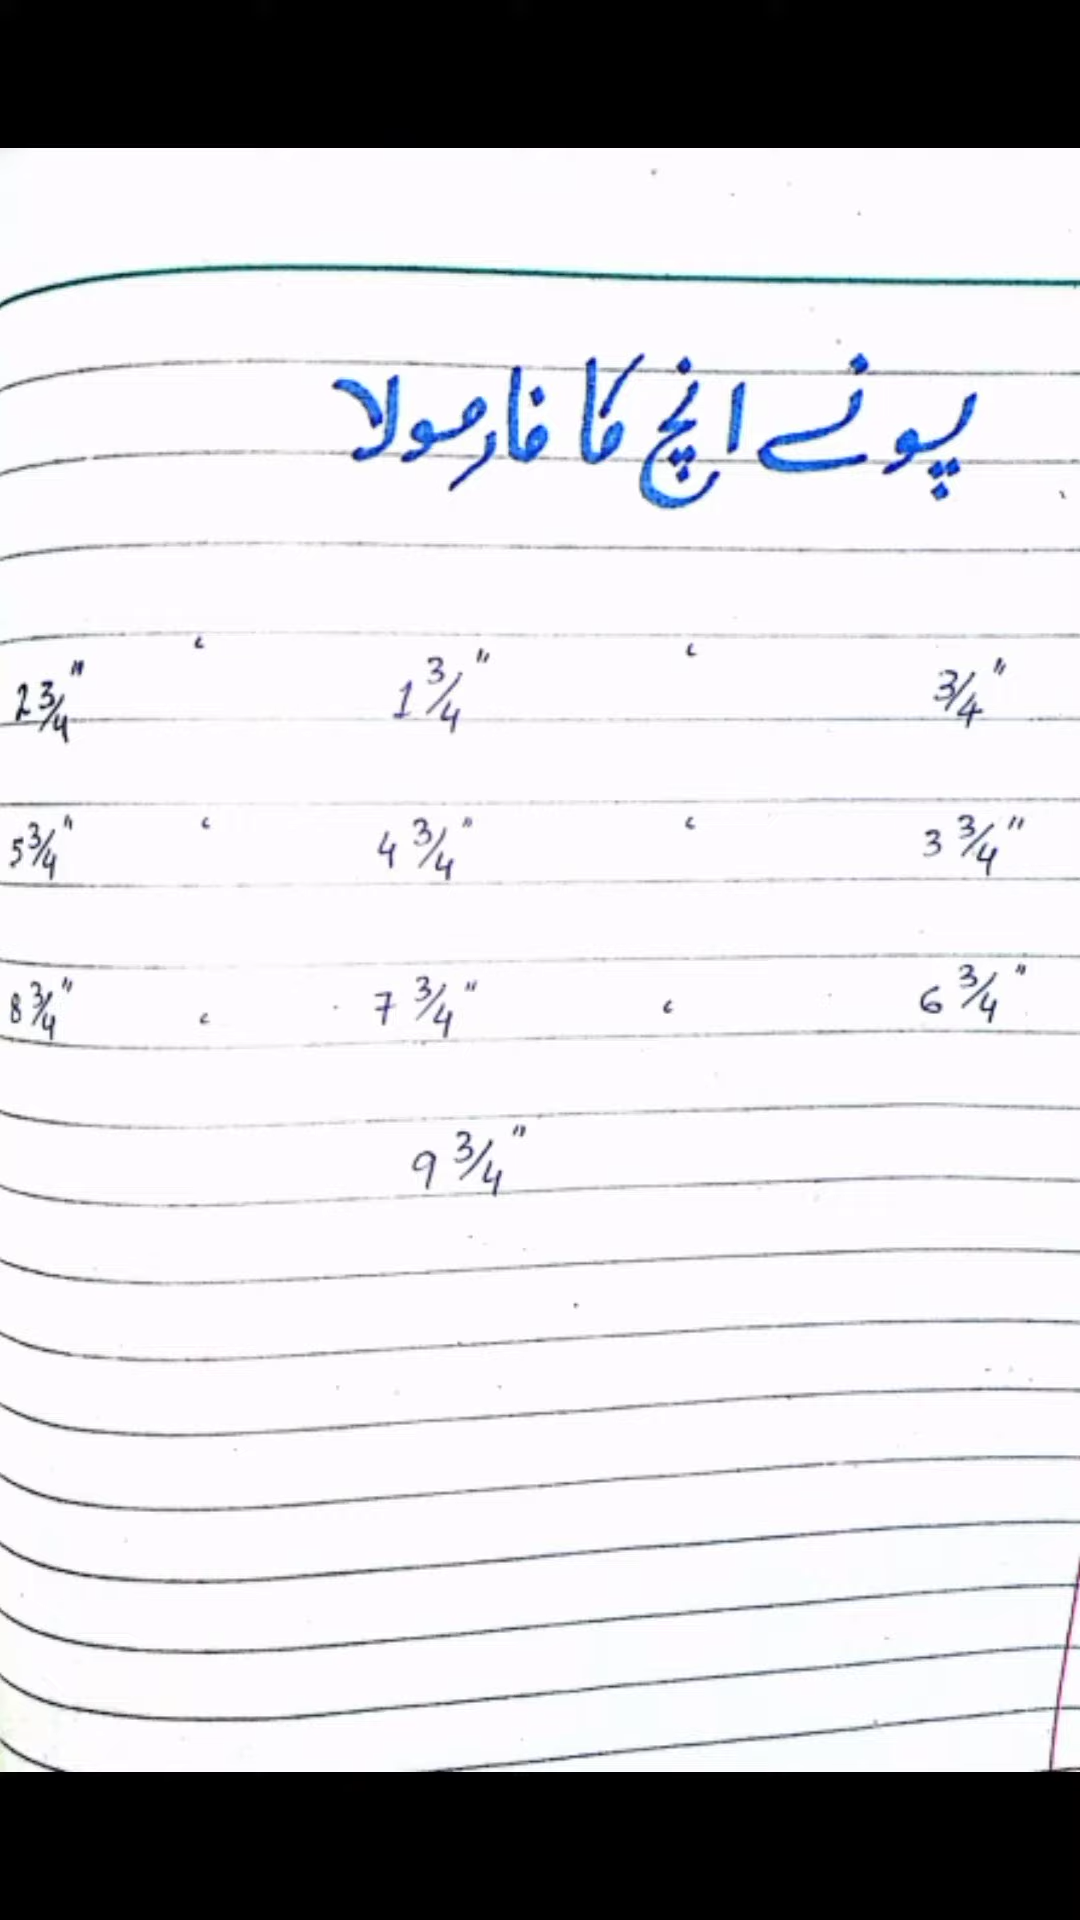 پونے انچ کا فارمولا
3/4" ، 1 3/4" ، 2 3/4"
3 3/4" ، 4 3/4" ، 5 3/4"
6 3/4" ، 7 3/4" ، 8 3/4"
9 3/4"